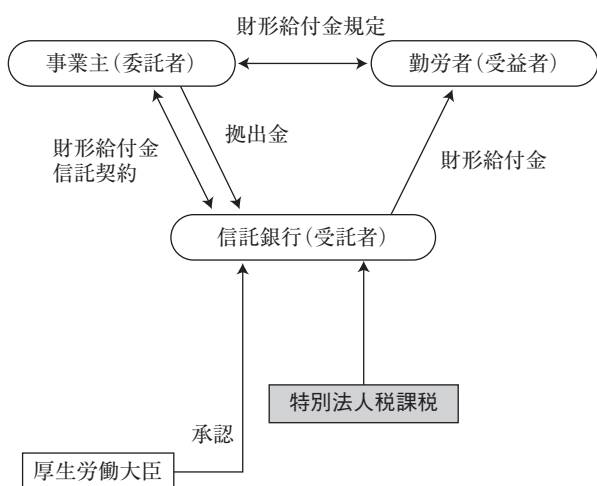 財形給付金規定
事業主(委託者)
勤労者(受益者)
拠出金
財形給付金
信託契約
財形給付金
信託銀行(受託者)
特別法人税課税
承認
厚生労働大臣